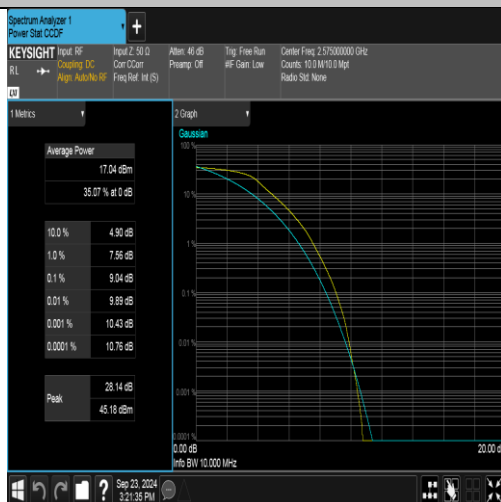 Spectrum Analyzer 1
Power Stat CCDF
KEYSIGHT
RL
LXI
Input: RF
Coupling: DC
Align: Auto/No RF
Input Z: 50 Ω
Corr CCorr
Freq Ref: Int (S)
Atten: 46 dB
Preamp: Off
Trig: Free Run
#IF Gain: Low
Center Freq: 2.575000000 GHz
Counts: 10.0 M/10.0 Mpt
Radio Std: None
1 Metrics
Average Power
17.04 dBm
35.07 % at 0 dB
10.0 % 4.90 dB
1.0 % 7.56 dB
0.1 % 9.04 dB
0.01 % 9.89 dB
0.001 % 10.43 dB
0.0001 % 10.76 dB
Peak
28.14 dB
45.18 dBm
2 Graph
Gaussian
100 %
10 %
1 %
0.1 %
0.01 %
0.001 %
0.0001 %
0.00 dB
20.00 d
Info BW 10.000 MHz
?
Sep 23, 2024
3:21:35 PM